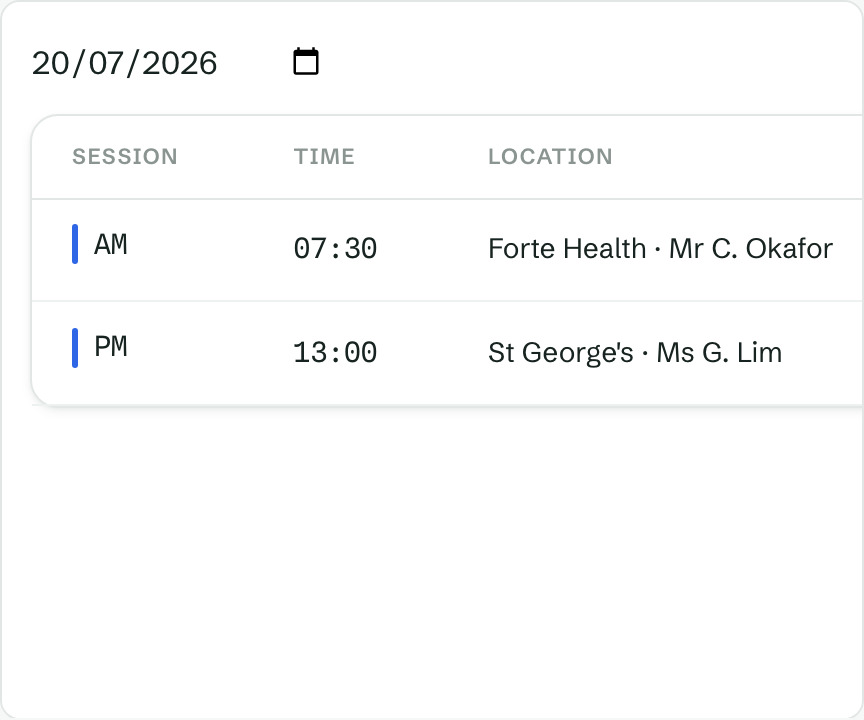 20/07/2026
SESSION TIME LOCATION
AM 07:30 Forte Health · Mr C. Okafor
PM 13:00 St George's · Ms G. Lim